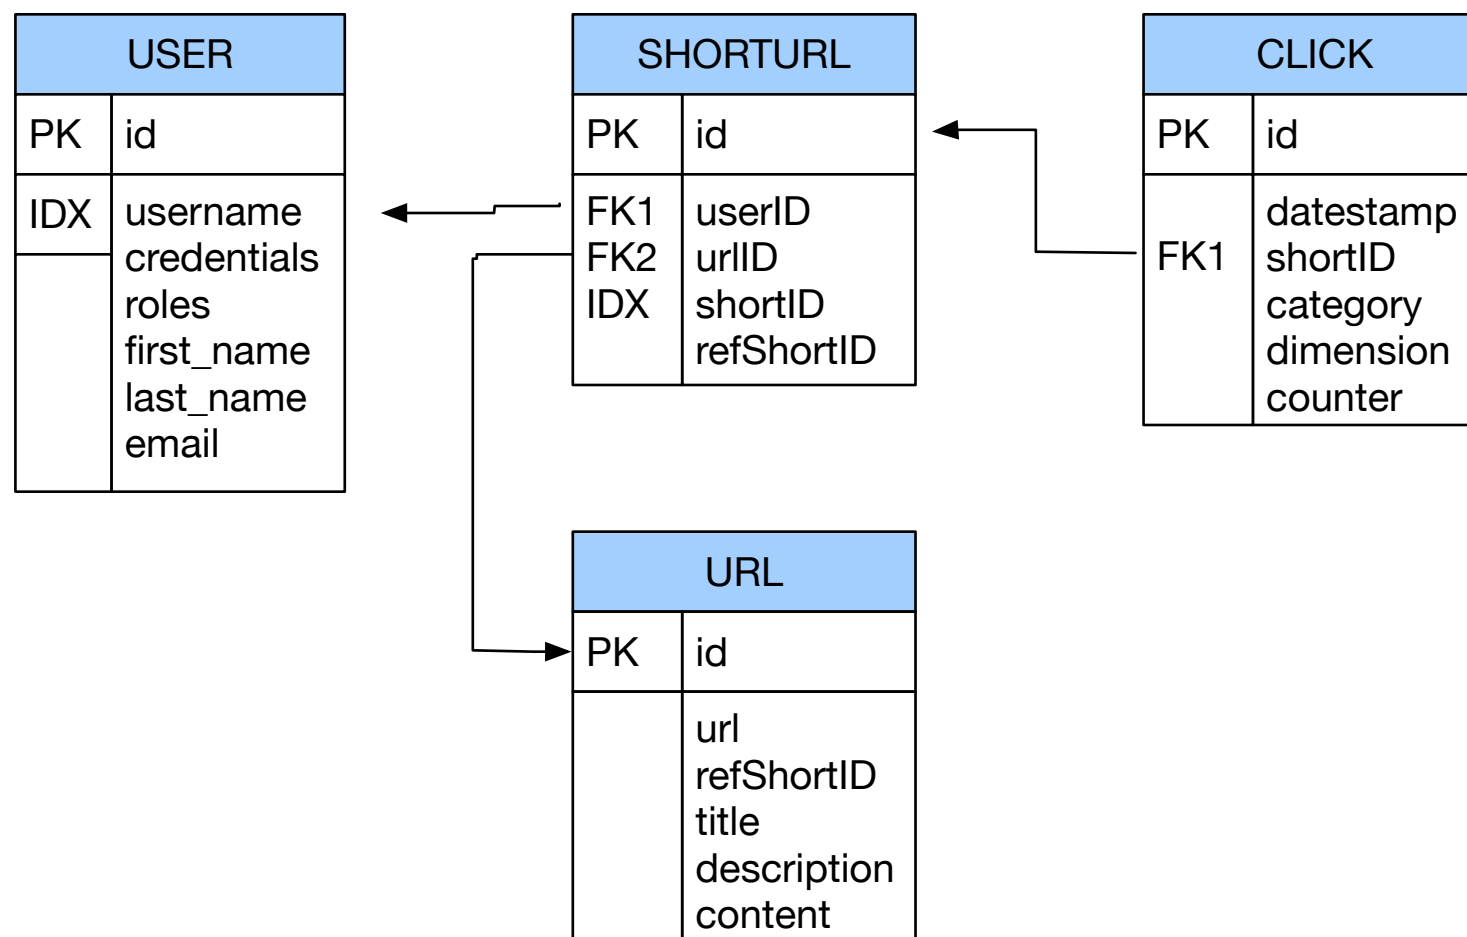 USER
PK id
IDX username
credentials
roles
first_name
last_name
email
SHORTURL
PK id
FK1 userID
FK2 urlID
IDX shortID
refShortID
CLICK
PK id
datestamp
FK1 shortID
category
dimension
counter
URL
PK id
url
refShortID
title
description
content